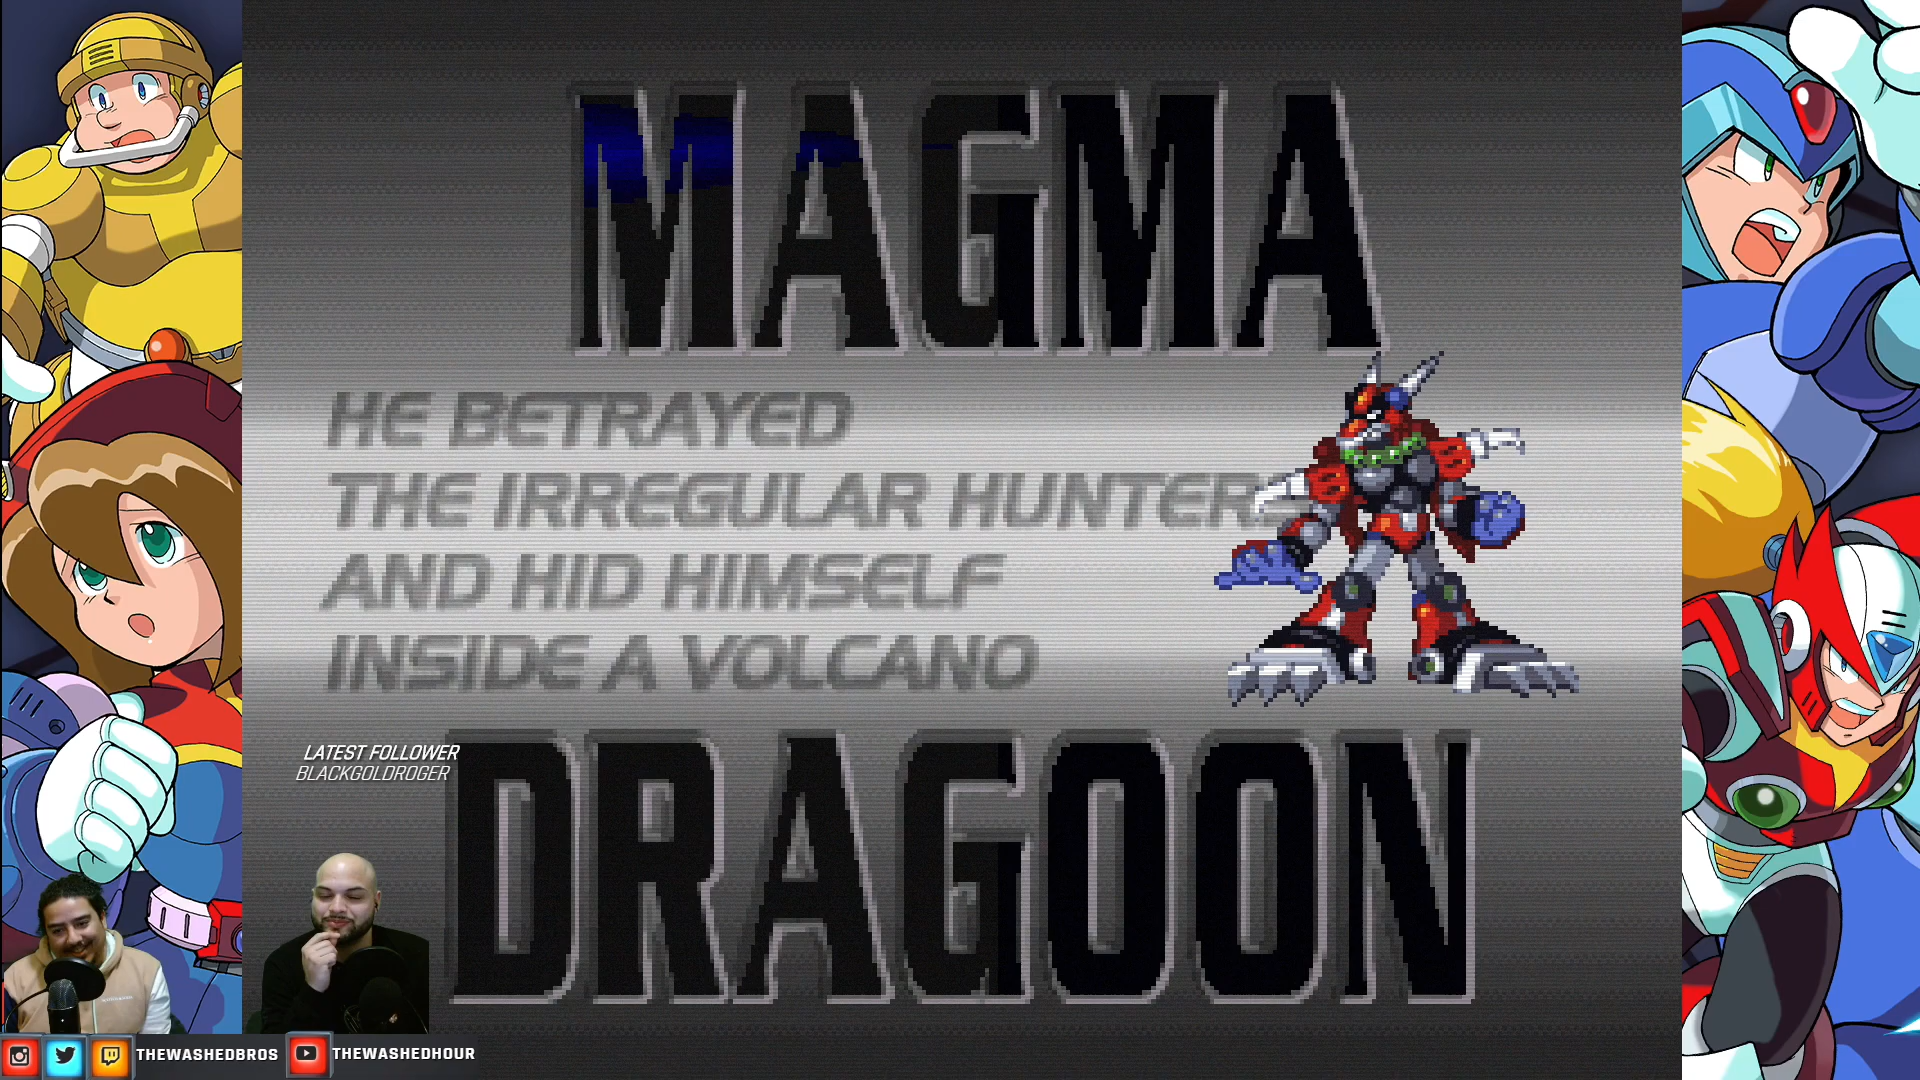 MAGMA
HE BETRAYED
THE IRREGULAR HUNTERS
AND HID HIMSELF
INSIDE A VOLCANO
DRAGOON
LATEST FOLLOWER
BLACKGOLDROGER
THEWASHEDBROS
THEWASHEDHOUR